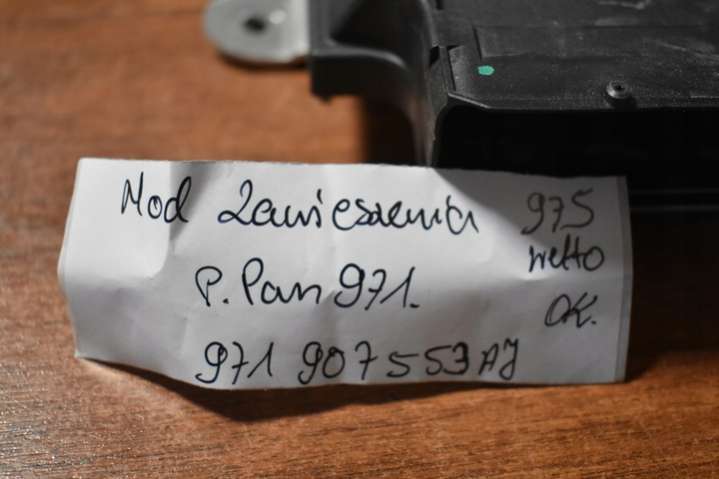 Mod Zawieszenia 975
netto
P. Pan 971.
OK.
971 907 553 AJ